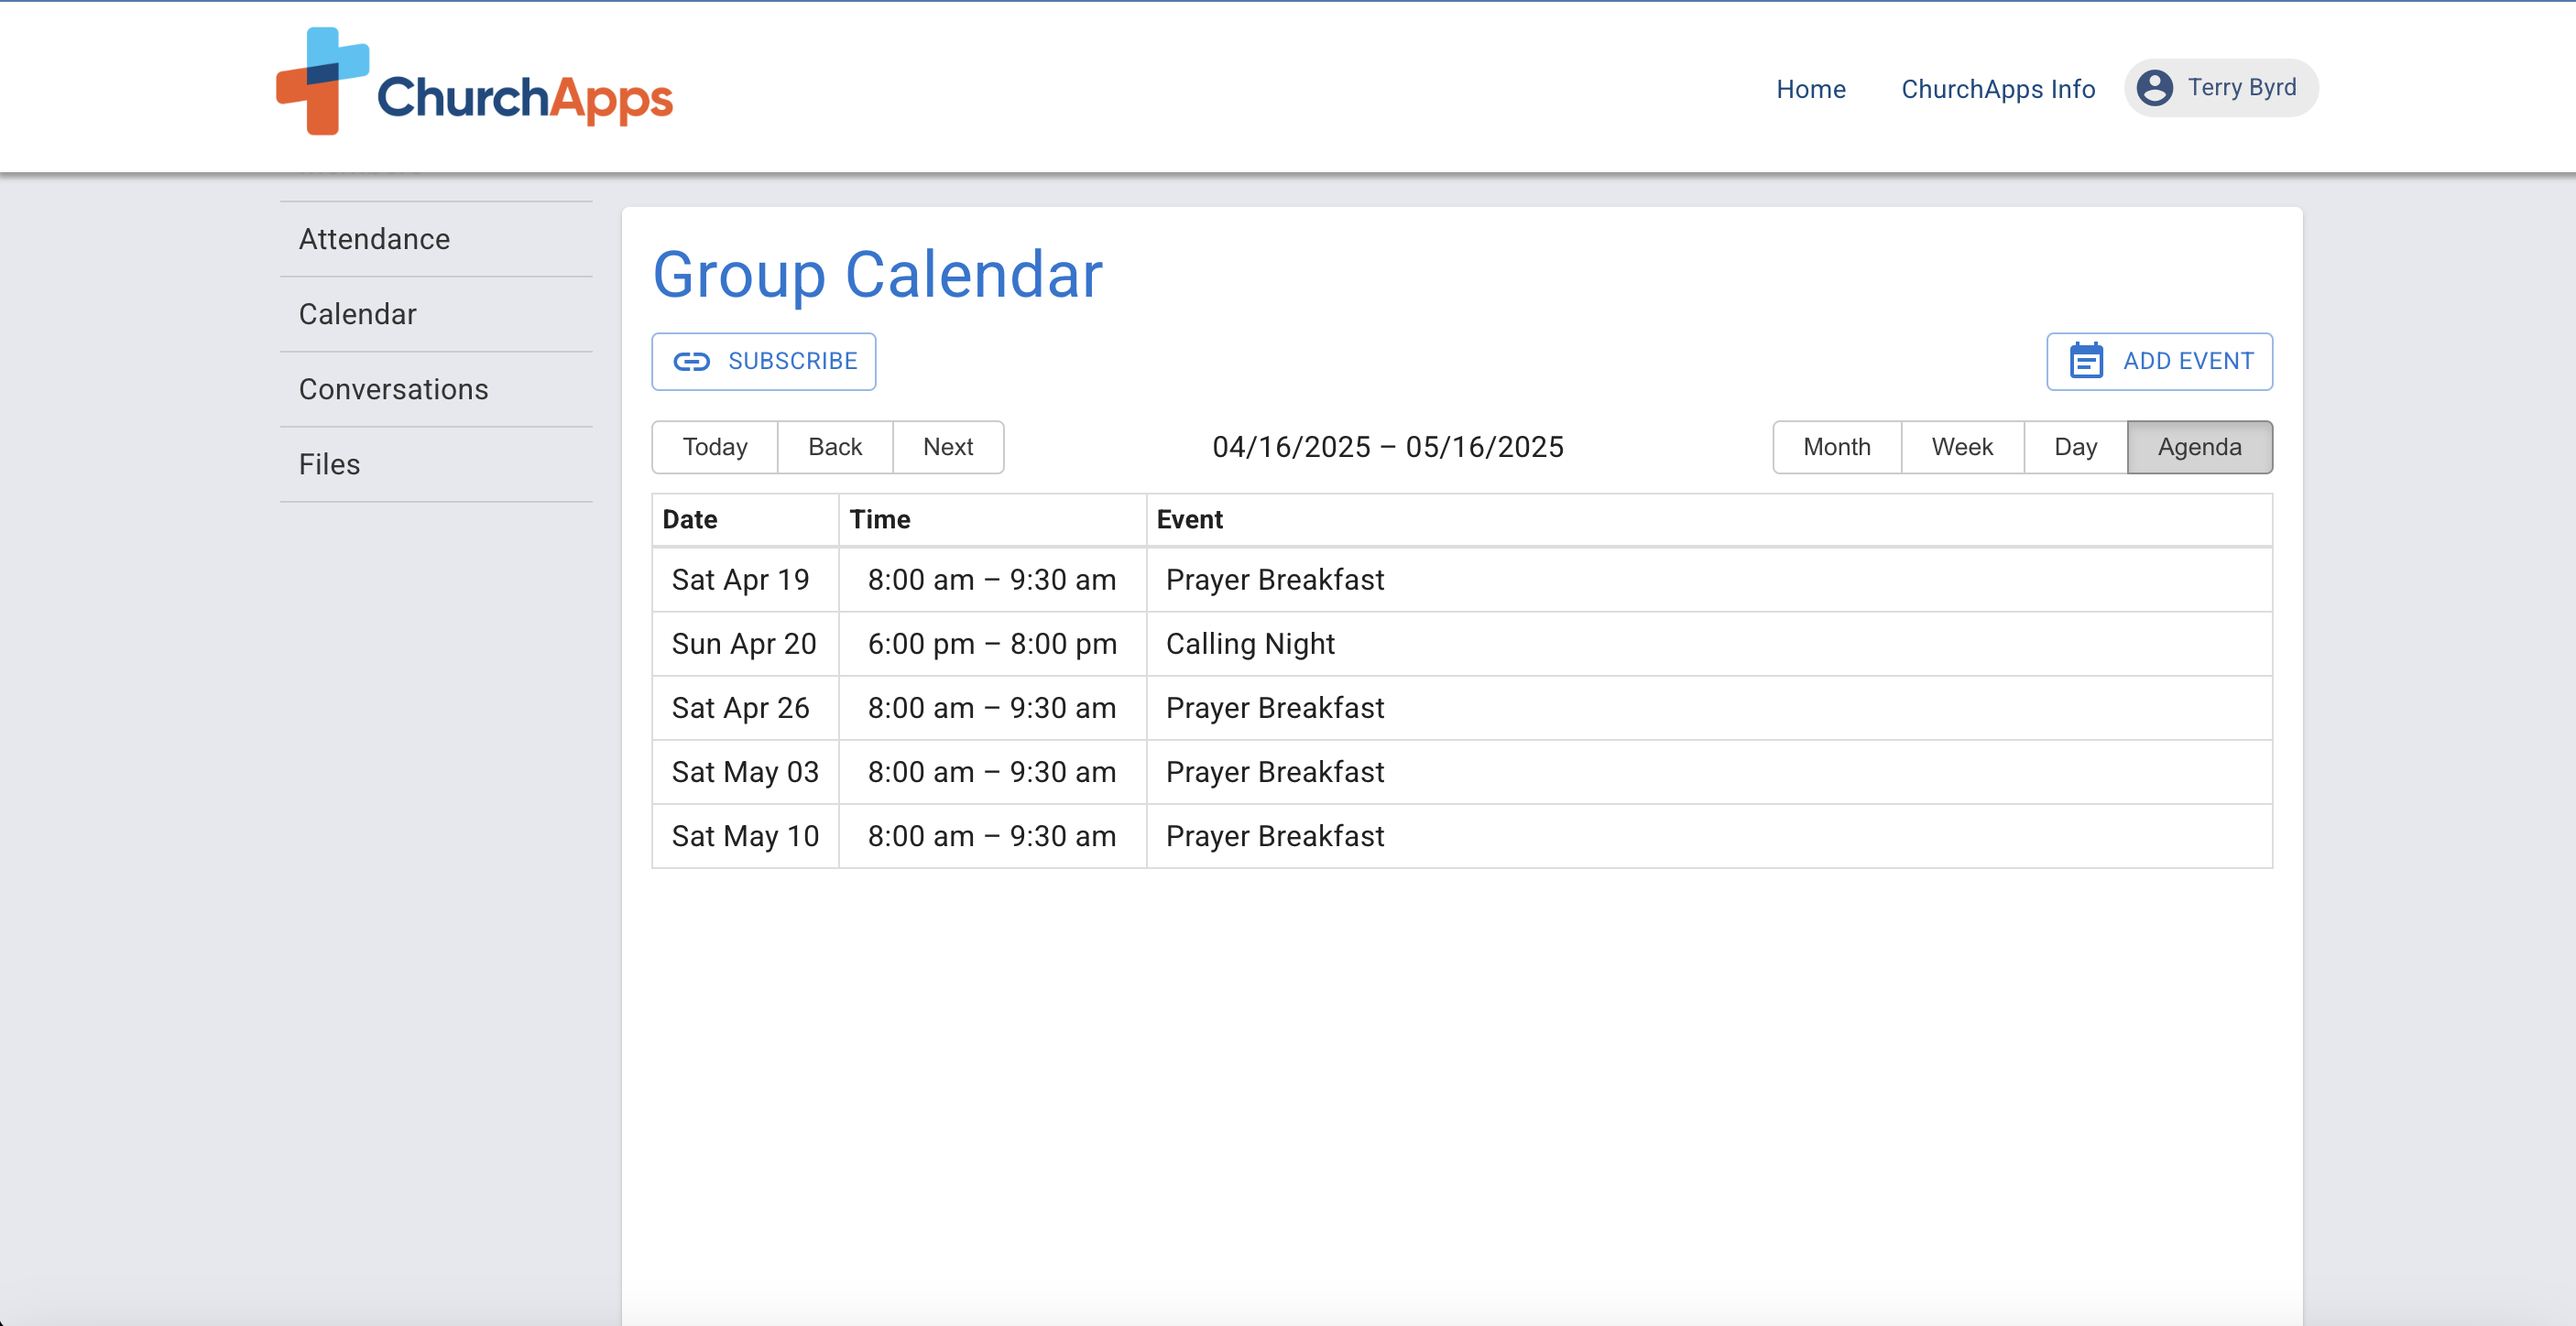 ChurchApps
Home ChurchApps Info Terry Byrd
Attendance
Calendar
Conversations
Files
Group Calendar
SUBSCRIBE ADD EVENT
Today Back Next 04/16/2025 – 05/16/2025 Month Week Day Agenda
Date Time Event
Sat Apr 19 8:00 am – 9:30 am Prayer Breakfast
Sun Apr 20 6:00 pm – 8:00 pm Calling Night
Sat Apr 26 8:00 am – 9:30 am Prayer Breakfast
Sat May 03 8:00 am – 9:30 am Prayer Breakfast
Sat May 10 8:00 am – 9:30 am Prayer Breakfast